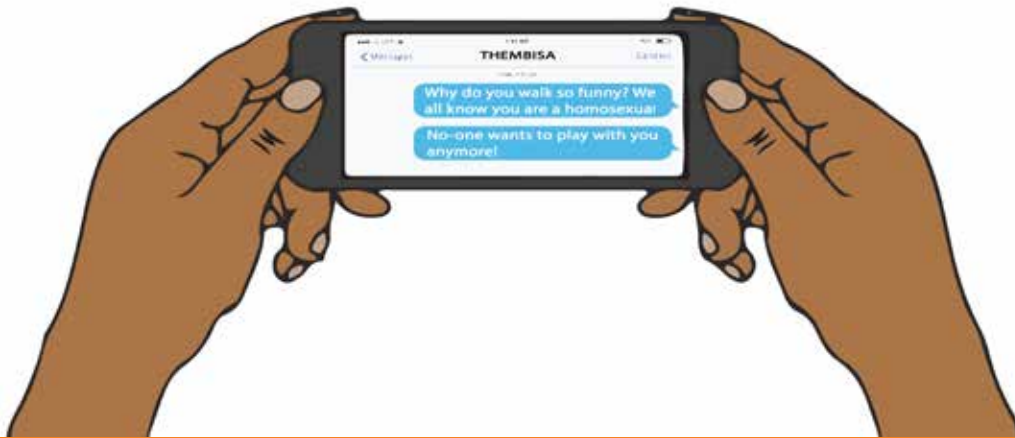 THEMBISA
Why do you walk so funny? We
all know you are a homosexual
No-one wants to play with you
anymore!